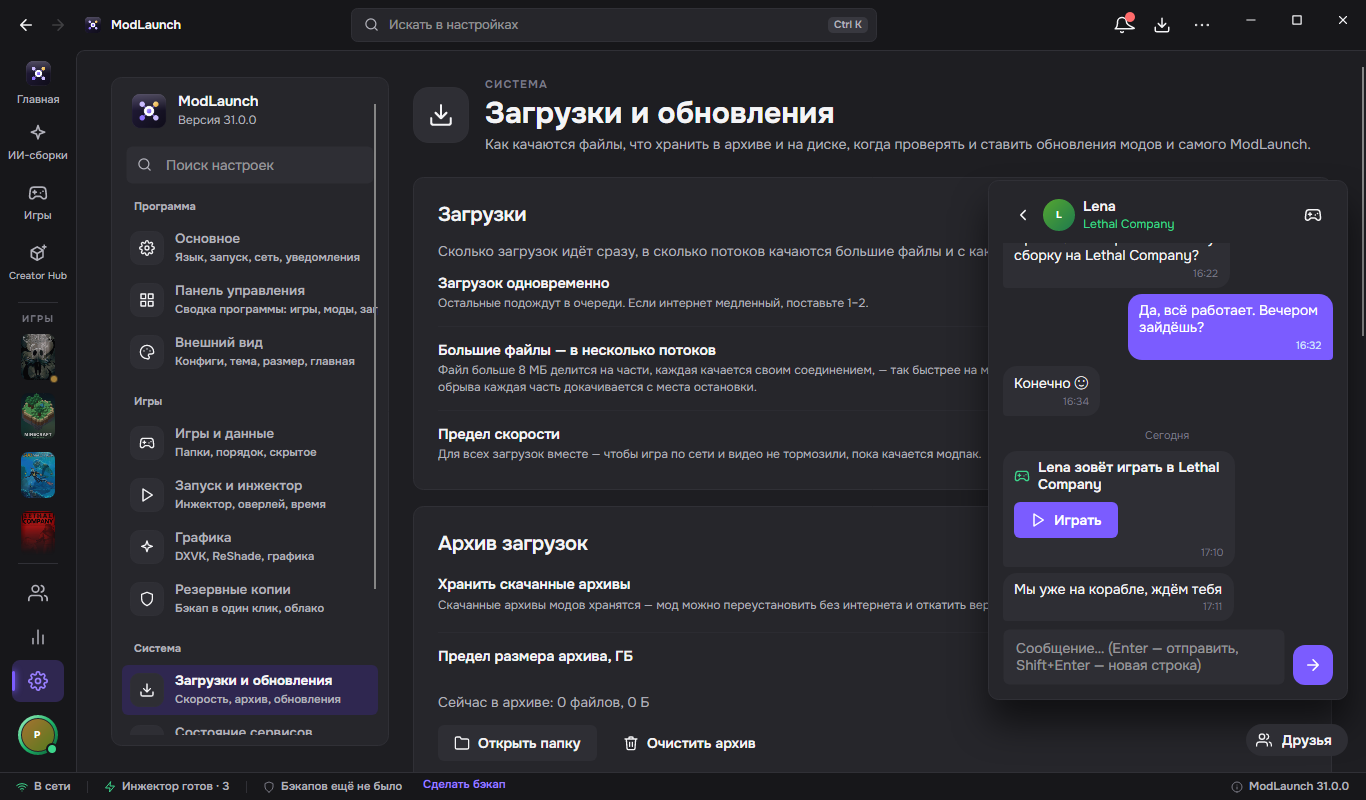 ModLaunch
Искать в настройках
Ctrl K
Главная
ИИ-сборки
Игры
Creator Hub
ИГРЫ
MINECRAFT
LETHAL
COMPANY
P
ModLaunch
Версия 31.0.0
Поиск настроек
Программа
Основное
Язык, запуск, сеть, уведомления
Панель управления
Сводка программы: игры, моды, заг
Внешний вид
Конфиги, тема, размер, главная
Игры
Игры и данные
Папки, порядок, скрытое
Запуск и инжектор
Инжектор, оверлей, время
Графика
DXVK, ReShade, графика
Резервные копии
Бэкап в один клик, облако
Система
Загрузки и обновления
Скорость, архив, обновления
Состояние сервисов
СИСТЕМА
Загрузки и обновления
Как качаются файлы, что хранить в архиве и на диске, когда проверять и ставить обновления модов и самого ModLaunch.
Загрузки
Сколько загрузок идёт сразу, в сколько потоков качаются большие файлы и с как
Загрузок одновременно
Остальные подождут в очереди. Если интернет медленный, поставьте 1–2.
Большие файлы — в несколько потоков
Файл больше 8 МБ делится на части, каждая качается своим соединением, — так быстрее на м
обрыва каждая часть докачивается с места остановки.
Предел скорости
Для всех загрузок вместе — чтобы игра по сети и видео не тормозили, пока качается модпак.
Архив загрузок
Хранить скачанные архивы
Скачанные архивы модов хранятся — мод можно переустановить без интернета и откатить вер
Предел размера архива, ГБ
Сейчас в архиве: 0 файлов, 0 Б
Открыть папку
Очистить архив
L
Lena
Lethal Company
сборку на Lethal Company?
16:22
Да, всё работает. Вечером
зайдёшь?
16:32
Конечно 🙂
16:34
Сегодня
Lena зовёт играть в Lethal
Company
Играть
17:10
Мы уже на корабле, ждём тебя
17:11
Сообщение... (Enter — отправить,
Shift+Enter — новая строка)
Друзья
В сети
Инжектор готов · 3
Бэкапов ещё не было
Сделать бэкап
ModLaunch 31.0.0